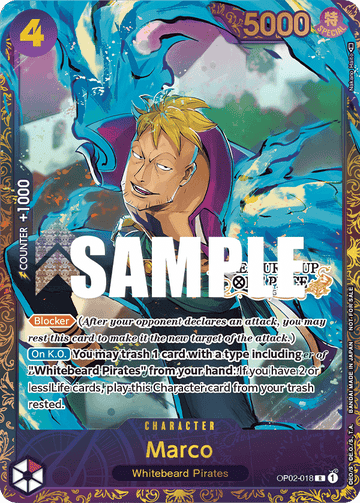 4
5000
特
SPECIAL
COUNTER +1000
SAMPLE
Blocker (After your opponent declares an attack, you may
rest this card to make it the new target of the attack.)
On K.O. You may trash 1 card with a type including
"Whitebeard Pirates" from your hand: If you have 2 or
less Life cards, play this Character card from your trash
rested.
CHARACTER
Marco
Whitebeard Pirates
OP02-018 R 1